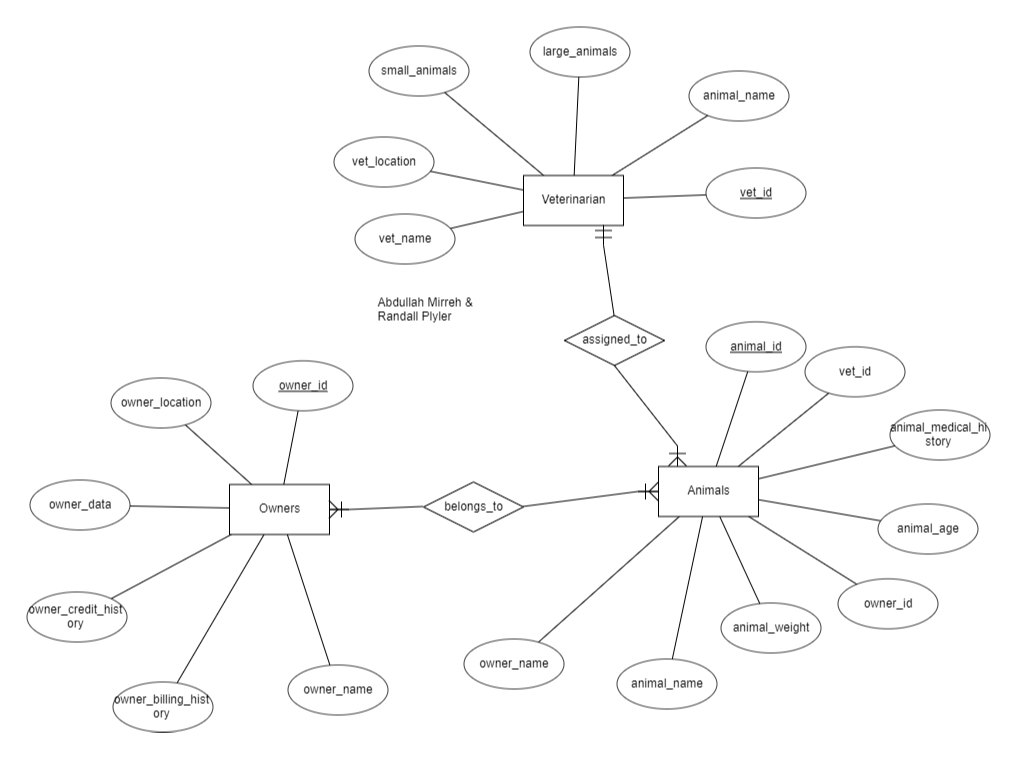 large_animals
small_animals
animal_name
vet_location
vet_id
Veterinarian
vet_name
Abdullah Mirreh &
Randall Plyler
assigned_to
animal_id
vet_id
owner_id
owner_location
animal_medical_hi
story
Animals
owner_data
Owners
belongs_to
animal_age
owner_id
owner_credit_hist
ory
animal_weight
owner_name
animal_name
owner_name
owner_billing_hist
ory